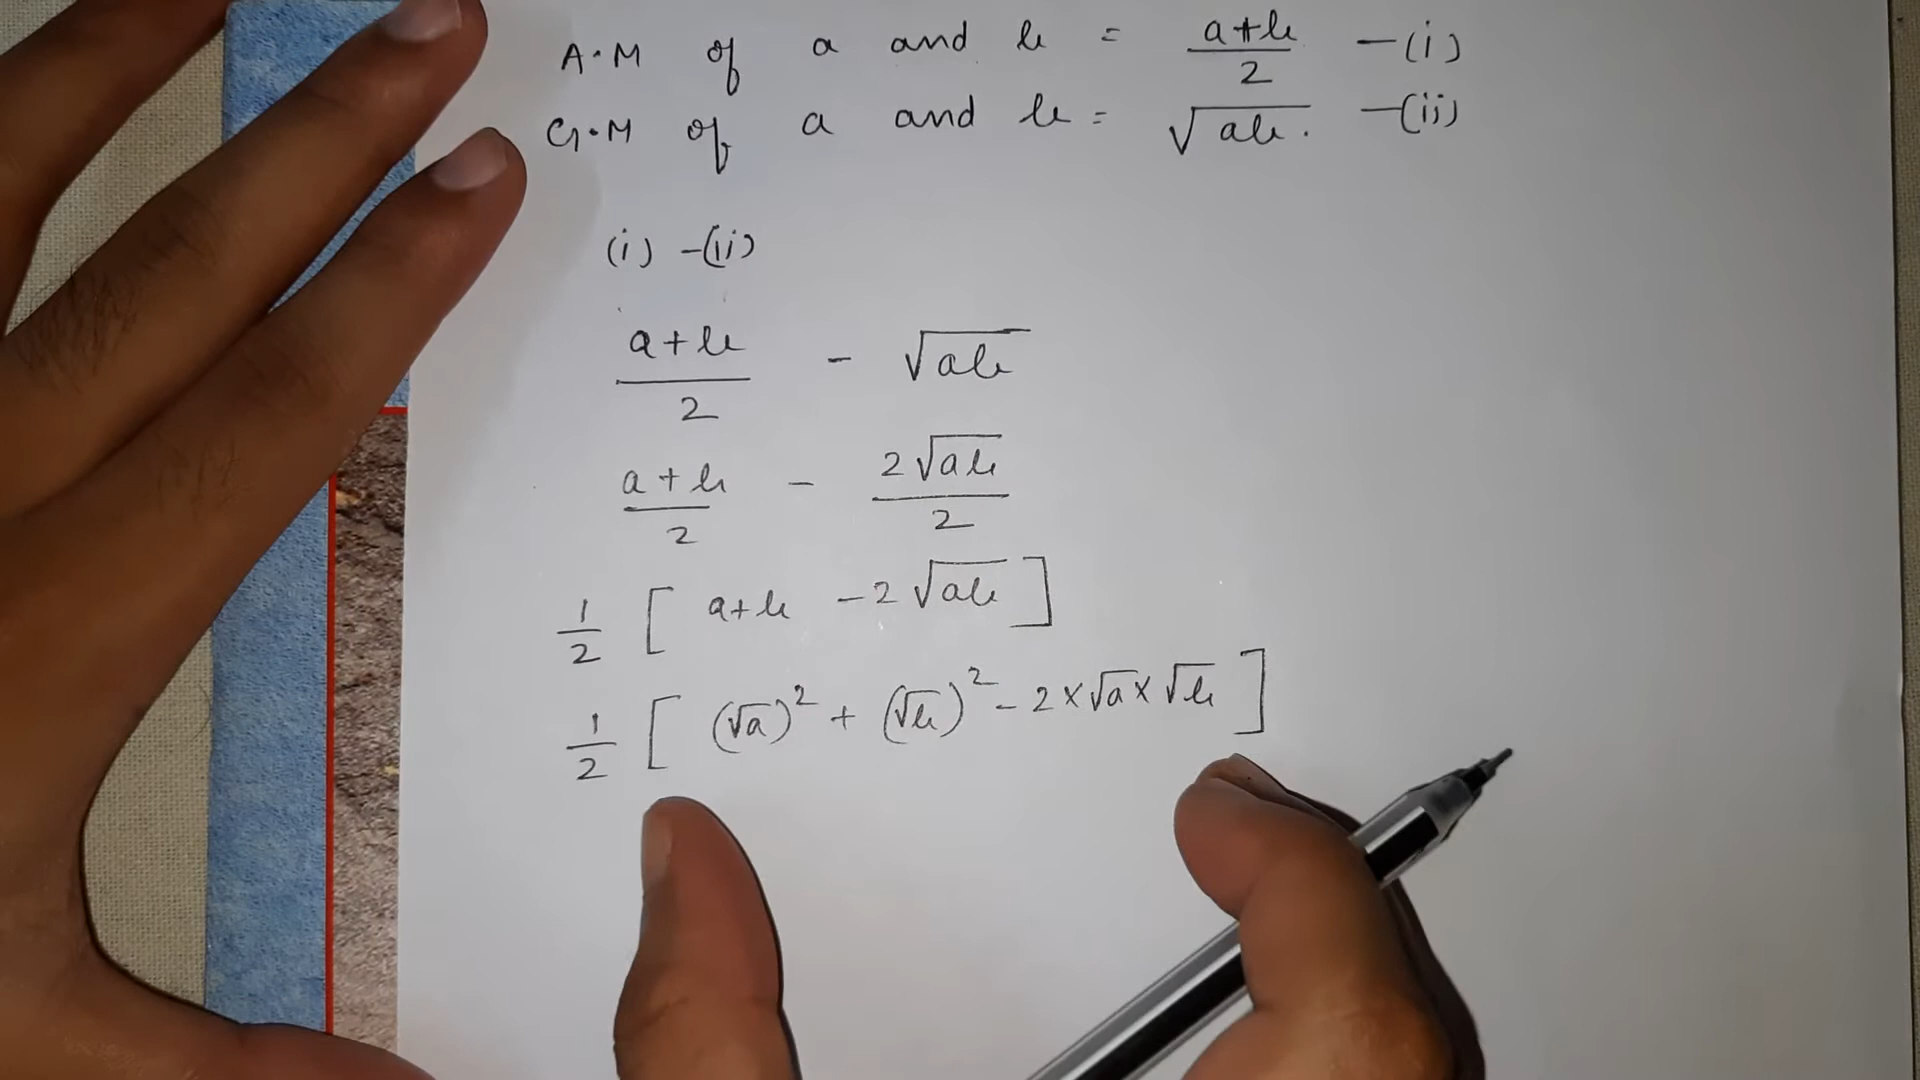 A.M of a and b = a+b/2 -(i)
G.M of a and b = √ab. -(ii)
(i) -(ii)
a+b/2 - √ab
a+b/2 - 2√ab/2
1/2 [ a+b -2√ab ]
1/2 [ (√a)² + (√b)² - 2×√a×√b ]